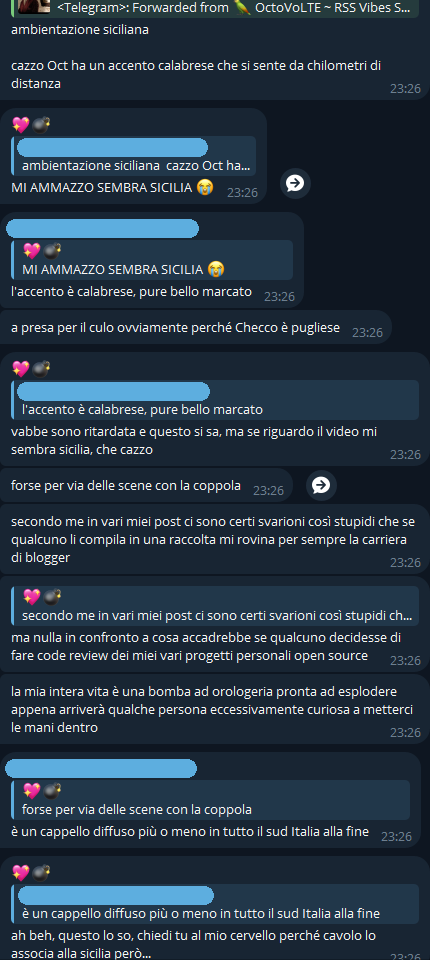 <Telegram>: Forwarded from 🦜 OctoVoLTE ~ RSS Vibes S...
ambientazione siciliana
cazzo Oct ha un accento calabrese che si sente da chilometri di
distanza
23:26
💖💣
ambientazione siciliana cazzo Oct ha...
MI AMMAZZO SEMBRA SICILIA 😭 23:26
💖💣
MI AMMAZZO SEMBRA SICILIA 😭
l'accento è calabrese, pure bello marcato 23:26
a presa per il culo ovviamente perché Checco è pugliese 23:26
💖💣
l'accento è calabrese, pure bello marcato
vabbe sono ritardata e questo si sa, ma se riguardo il video mi
sembra sicilia, che cazzo
23:26
forse per via delle scene con la coppola 23:26
secondo me in vari miei post ci sono certi svarioni così stupidi che se
qualcuno li compila in una raccolta mi rovina per sempre la carriera
di blogger
23:26
💖💣
secondo me in vari miei post ci sono certi svarioni così stupidi ch...
ma nulla in confronto a cosa accadrebbe se qualcuno decidesse di
fare code review dei miei vari progetti personali open source 23:26
la mia intera vita è una bomba ad orologeria pronta ad esplodere
appena arriverà qualche persona eccessivamente curiosa a metterci
le mani dentro
23:26
💖💣
forse per via delle scene con la coppola
è un cappello diffuso più o meno in tutto il sud Italia alla fine 23:26
💖💣
è un cappello diffuso più o meno in tutto il sud Italia alla fine
ah beh, questo lo so, chiedi tu al mio cervello perché cavolo lo
associa alla sicilia però... 23:26